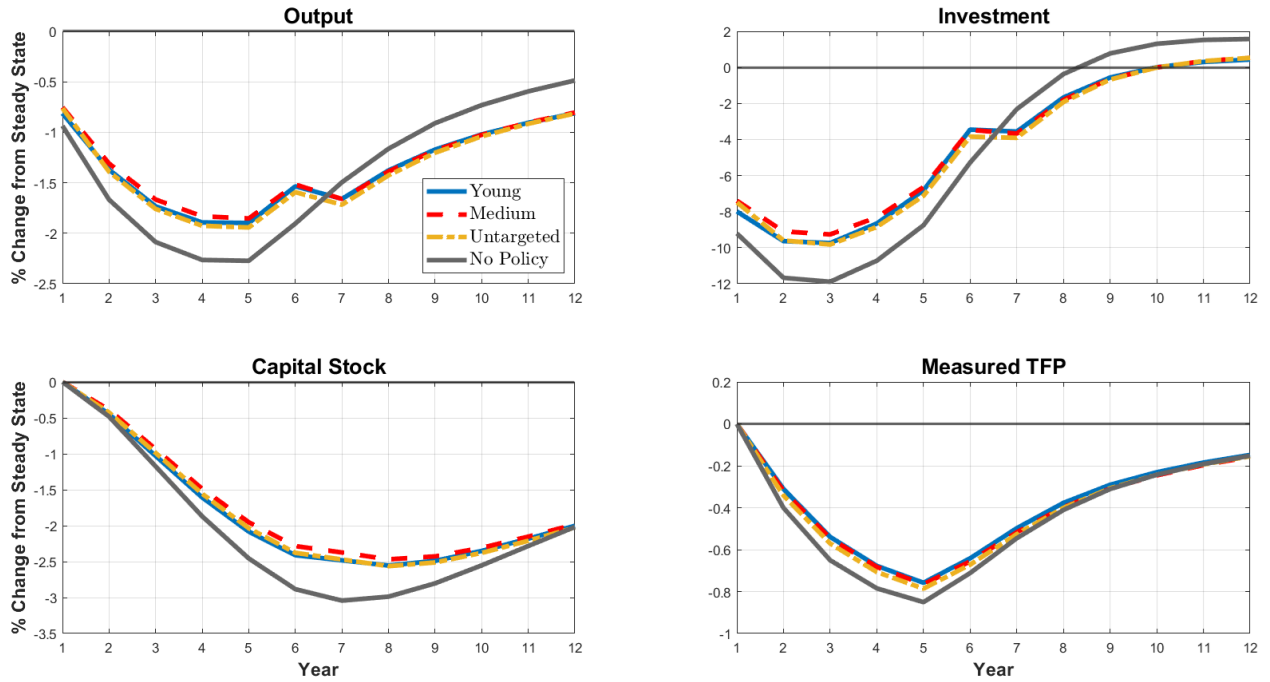 Output
% Change from Steady State
0
-0.5
-1
-1.5
-2
-2.5
1 2 3 4 5 6 7 8 9 10 11 12
Young
Medium
Untargeted
No Policy
Investment
2
0
-2
-4
-6
-8
-10
-12
1 2 3 4 5 6 7 8 9 10 11 12
Capital Stock
% Change from Steady State
0
-0.5
-1
-1.5
-2
-2.5
-3
-3.5
1 2 3 4 5 6 7 8 9 10 11 12
Year
Measured TFP
0.2
0
-0.2
-0.4
-0.6
-0.8
-1
1 2 3 4 5 6 7 8 9 10 11 12
Year